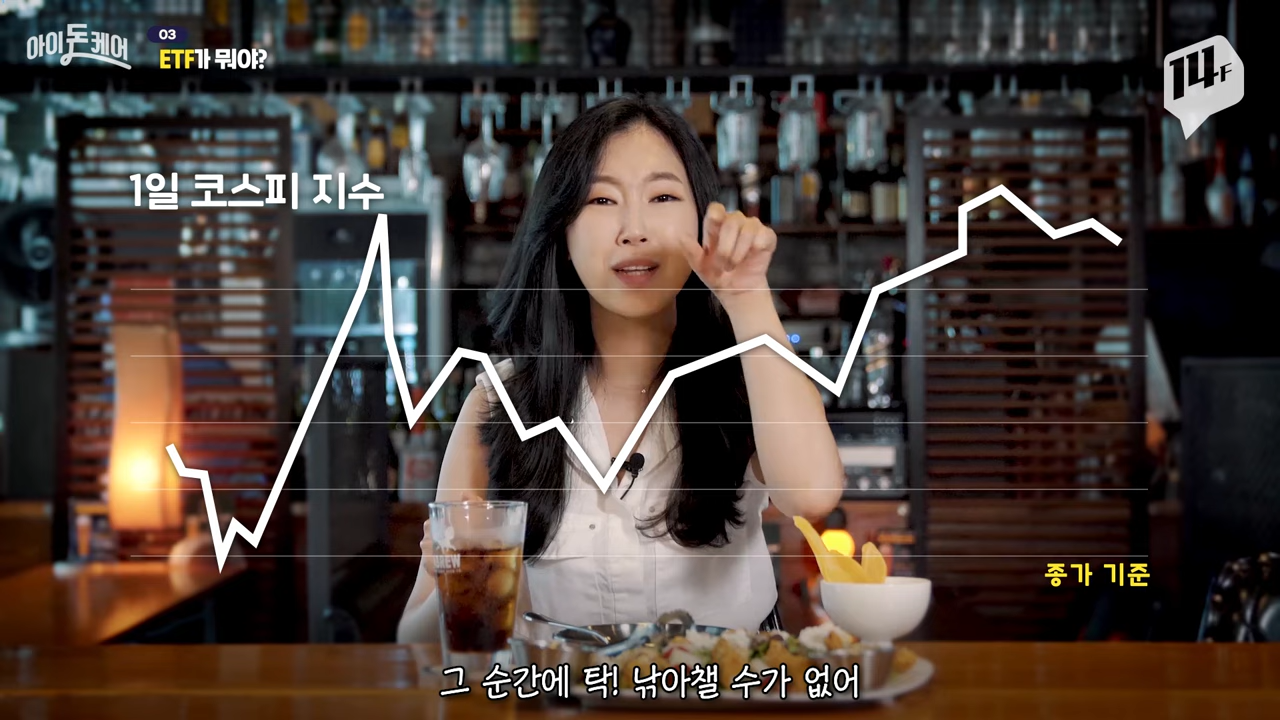 아이돈케어
03
ETF가 뭐야?
14F
1일 코스피 지수
종가 기준
그 순간에 탁! 낚아챌 수가 없어